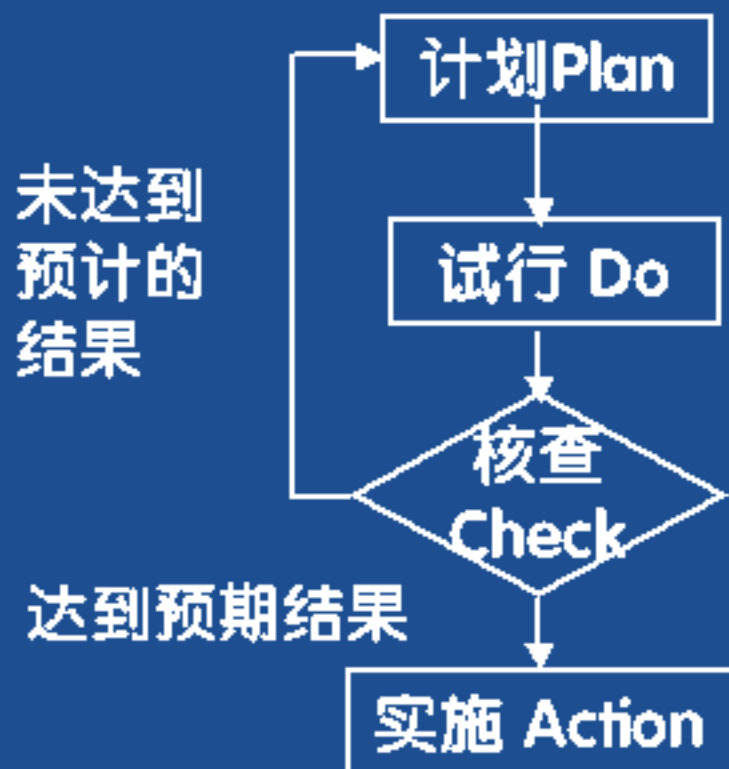 计划Plan
未达到
预计的
结果
试行 Do
核查
Check
达到预期结果
实施 Action